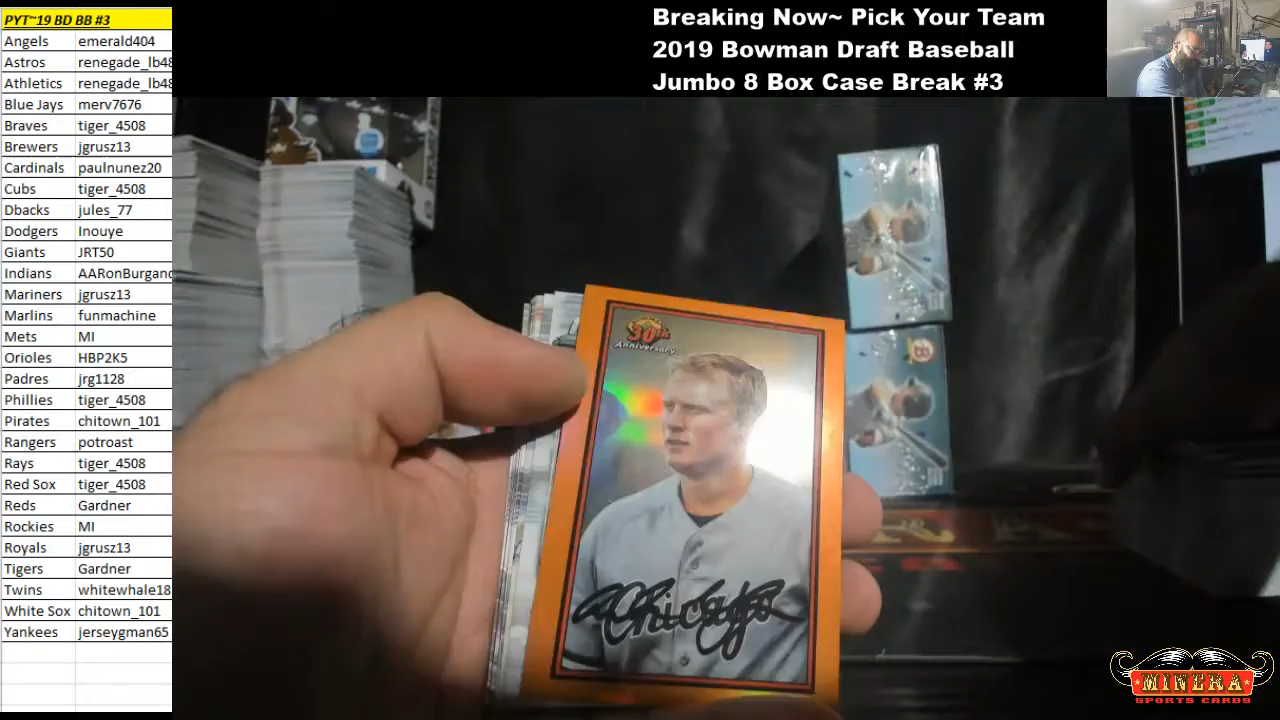 PYT~19 BD BB #3
Angels emerald404
Astros renegade_lb48
Athletics renegade_lb48
Blue Jays merv7676
Braves tiger_4508
Brewers jgrusz13
Cardinals paulnunez20
Cubs tiger_4508
Dbacks jules_77
Dodgers Inouye
Giants JRT50
Indians AARonBurgand
Mariners jgrusz13
Marlins funmachine
Mets MI
Orioles HBP2K5
Padres jrg1128
Phillies tiger_4508
Pirates chitown_101
Rangers potroast
Rays tiger_4508
Red Sox tiger_4508
Reds Gardner
Rockies MI
Royals jgrusz13
Tigers Gardner
Twins whitewhale18
White Sox chitown_101
Yankees jerseygman65
Breaking Now~ Pick Your Team
2019 Bowman Draft Baseball
Jumbo 8 Box Case Break #3
30th
Anniversary
Chicago
MINERA
SPORTS CARDS